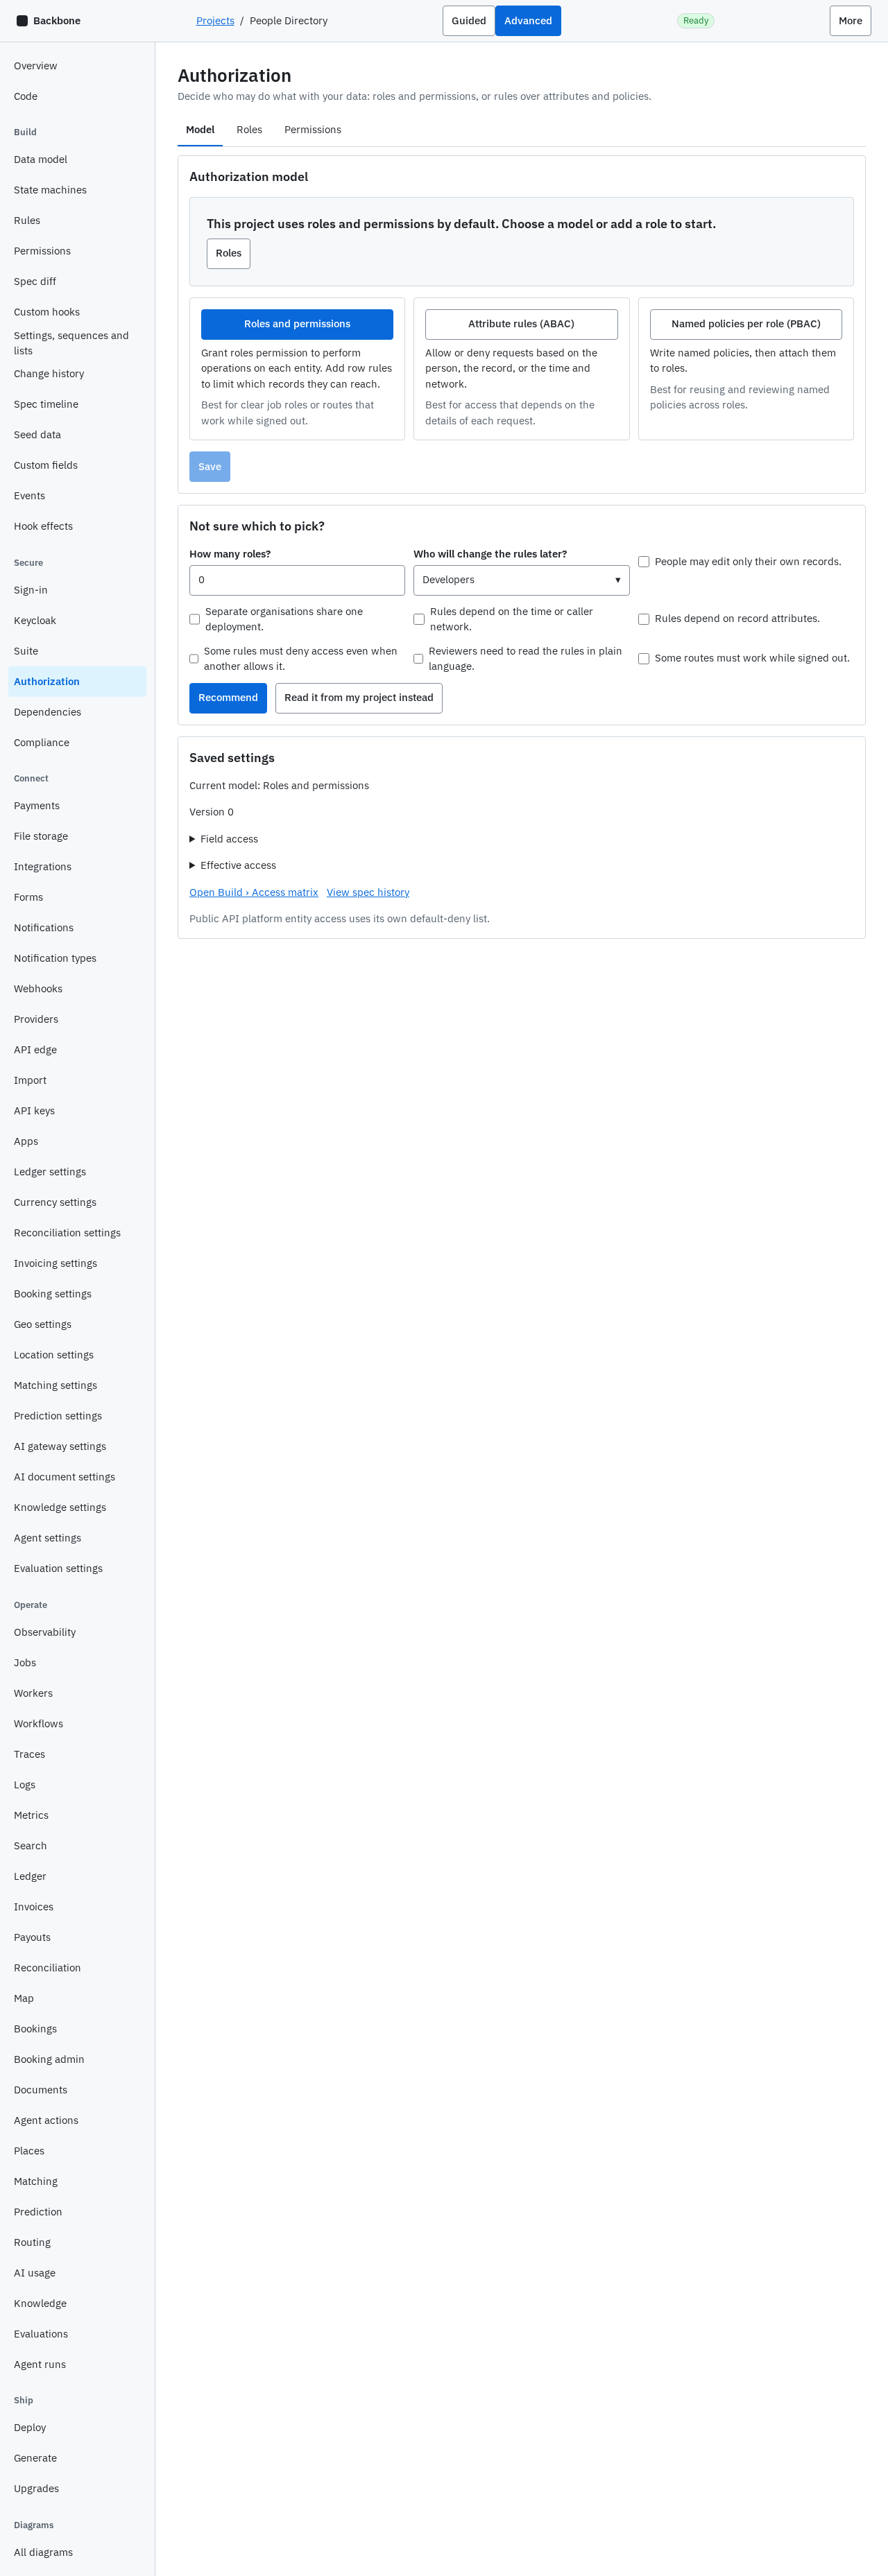 Backbone
Projects / People Directory
Guided
Advanced
Ready
More
Overview
Code
Build
Data model
State machines
Rules
Permissions
Spec diff
Custom hooks
Settings, sequences and
lists
Change history
Spec timeline
Seed data
Custom fields
Events
Hook effects
Secure
Sign-in
Keycloak
Suite
Authorization
Dependencies
Compliance
Connect
Payments
File storage
Integrations
Forms
Notifications
Notification types
Webhooks
Providers
API edge
Import
API keys
Apps
Ledger settings
Currency settings
Reconciliation settings
Invoicing settings
Booking settings
Geo settings
Location settings
Matching settings
Prediction settings
AI gateway settings
AI document settings
Knowledge settings
Agent settings
Evaluation settings
Operate
Observability
Jobs
Workers
Workflows
Traces
Logs
Metrics
Search
Ledger
Invoices
Payouts
Reconciliation
Map
Bookings
Booking admin
Documents
Agent actions
Places
Matching
Prediction
Routing
AI usage
Knowledge
Evaluations
Agent runs
Ship
Deploy
Generate
Upgrades
Diagrams
All diagrams
Authorization
Decide who may do what with your data: roles and permissions, or rules over attributes and policies.
Model
Roles
Permissions
Authorization model
This project uses roles and permissions by default. Choose a model or add a role to start.
Roles
Roles and permissions
Grant roles permission to perform
operations on each entity. Add row rules
to limit which records they can reach.
Best for clear job roles or routes that
work while signed out.
Attribute rules (ABAC)
Allow or deny requests based on the
person, the record, or the time and
network.
Best for access that depends on the
details of each request.
Named policies per role (PBAC)
Write named policies, then attach them
to roles.
Best for reusing and reviewing named
policies across roles.
Save
Not sure which to pick?
How many roles?
0
Who will change the rules later?
Developers
People may edit only their own records.
Separate organisations share one
deployment.
Rules depend on the time or caller
network.
Rules depend on record attributes.
Some rules must deny access even when
another allows it.
Reviewers need to read the rules in plain
language.
Some routes must work while signed out.
Recommend
Read it from my project instead
Saved settings
Current model: Roles and permissions
Version 0
Field access
Effective access
Open Build › Access matrix
View spec history
Public API platform entity access uses its own default-deny list.